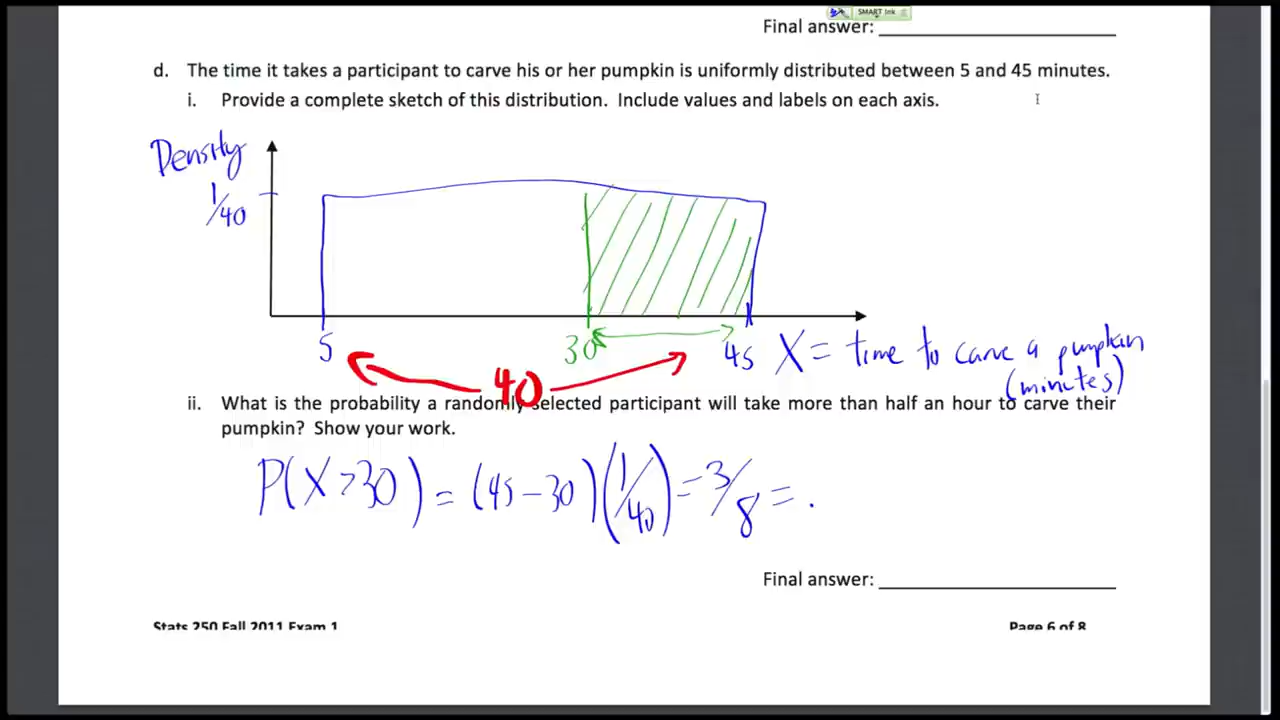 SMART Ink
Final answer:
d. The time it takes a participant to carve his or her pumpkin is uniformly distributed between 5 and 45 minutes.
i. Provide a complete sketch of this distribution. Include values and labels on each axis.
Density
1/40
5
30
45
X = time to carve a pumpkin
(minutes)
40
ii. What is the probability a randomly selected participant will take more than half an hour to carve their
pumpkin? Show your work.
P(X > 30) = (45 - 30)(1/40) = 3/8 = .
Final answer:
Stats 250 Fall 2011 Exam 1
Page 6 of 8